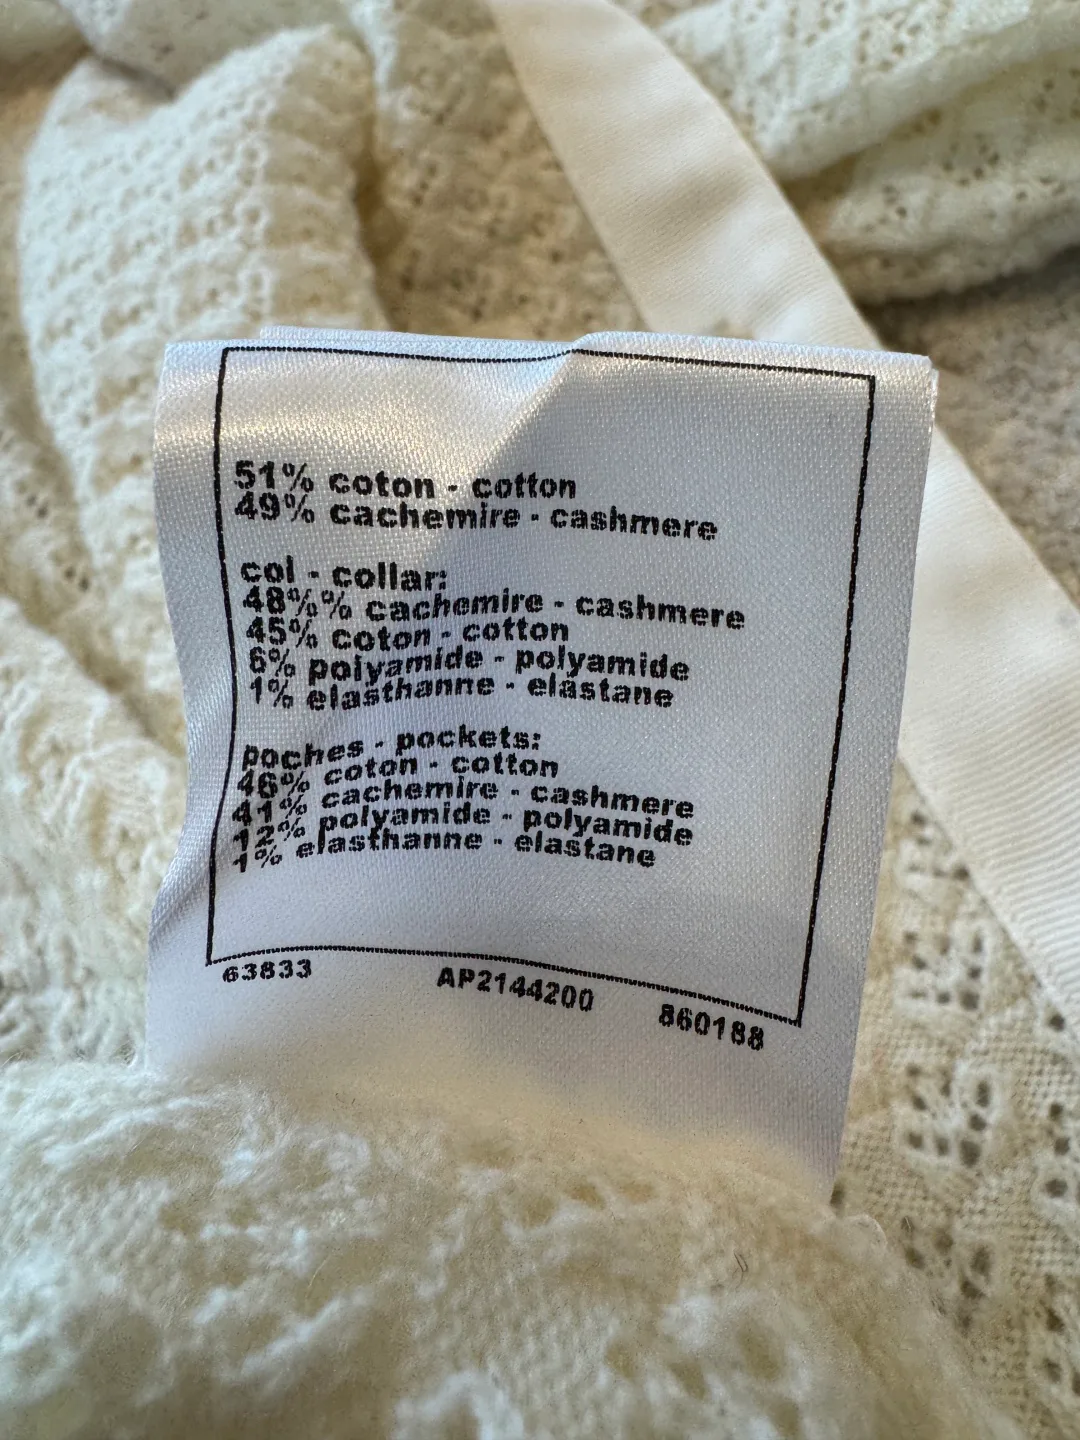 51% coton - cotton
49% cachemire - cashmere
col - collar:
48%% cachemire - cashmere
45% coton - cotton
6% polyamide - polyamide
1% elasthanne - elastane
poches - pockets:
46% coton - cotton
41% cachemire - cashmere
12% polyamide - polyamide
1% elasthanne - elastane
63833 AP2144200 860188